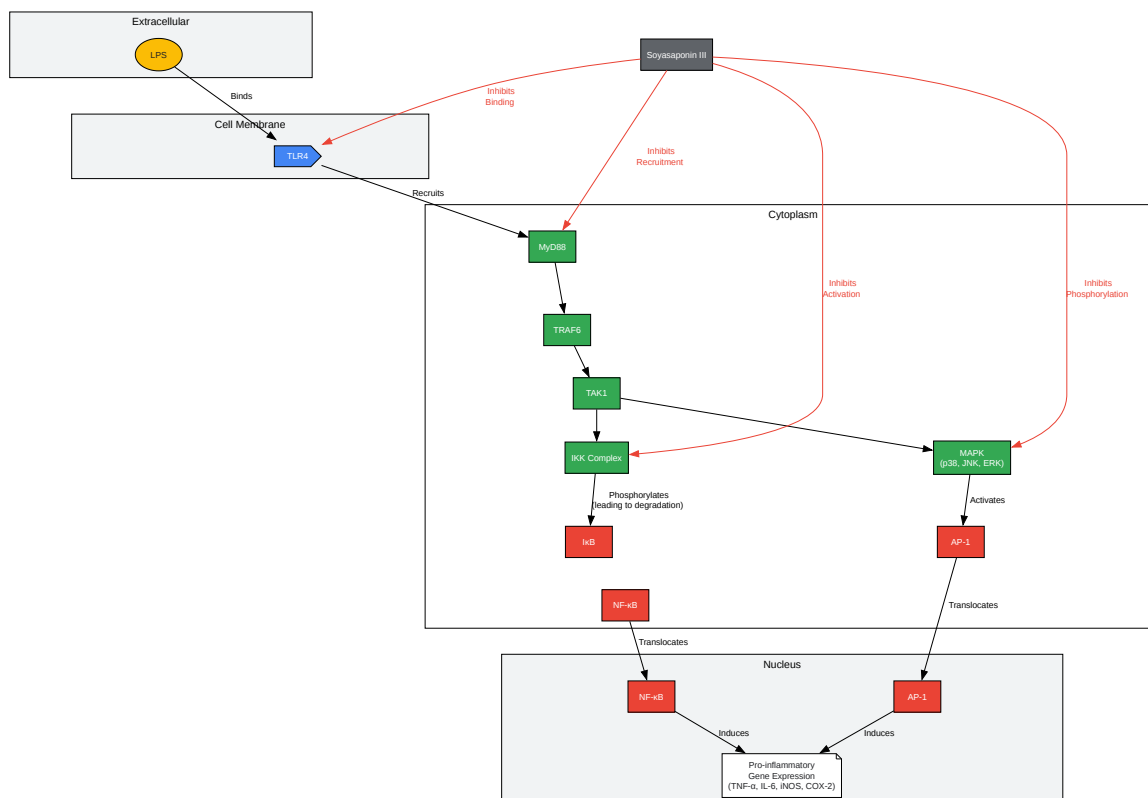 Extracellular
LPS
Soyasaponin III
Inhibits
Binding
Binds
Cell Membrane
TLR4
Inhibits
Recruitment
Recruits
Cytoplasm
MyD88
Inhibits
Activation
Inhibits
Phosphorylation
TRAF6
TAK1
IKK Complex
MAPK
(p38, JNK, ERK)
Phosphorylates
(leading to degradation)
Activates
IκB
AP-1
NF-κB
Translocates
Translocates
Nucleus
NF-κB
AP-1
Induces
Induces
Pro-inflammatory
Gene Expression
(TNF-α, IL-6, iNOS, COX-2)